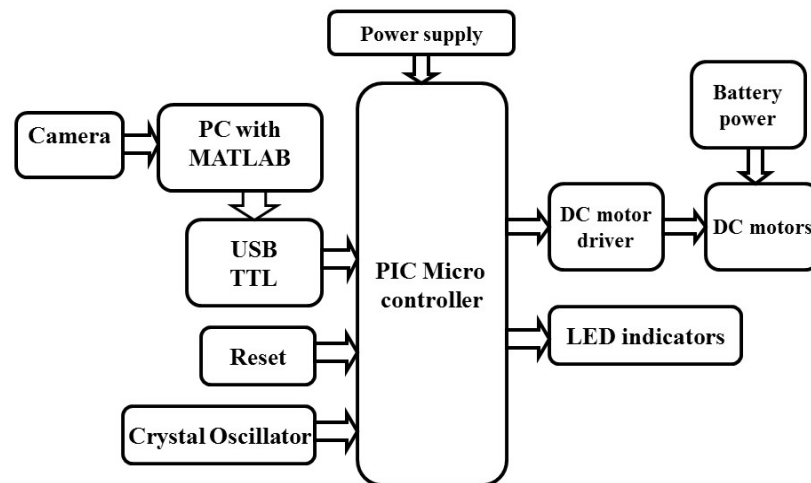 Power supply
Camera
PC with
MATLAB
Battery
power
USB
TTL
PIC Micro
controller
DC motor
driver
DC motors
Reset
LED indicators
Crystal Oscillator